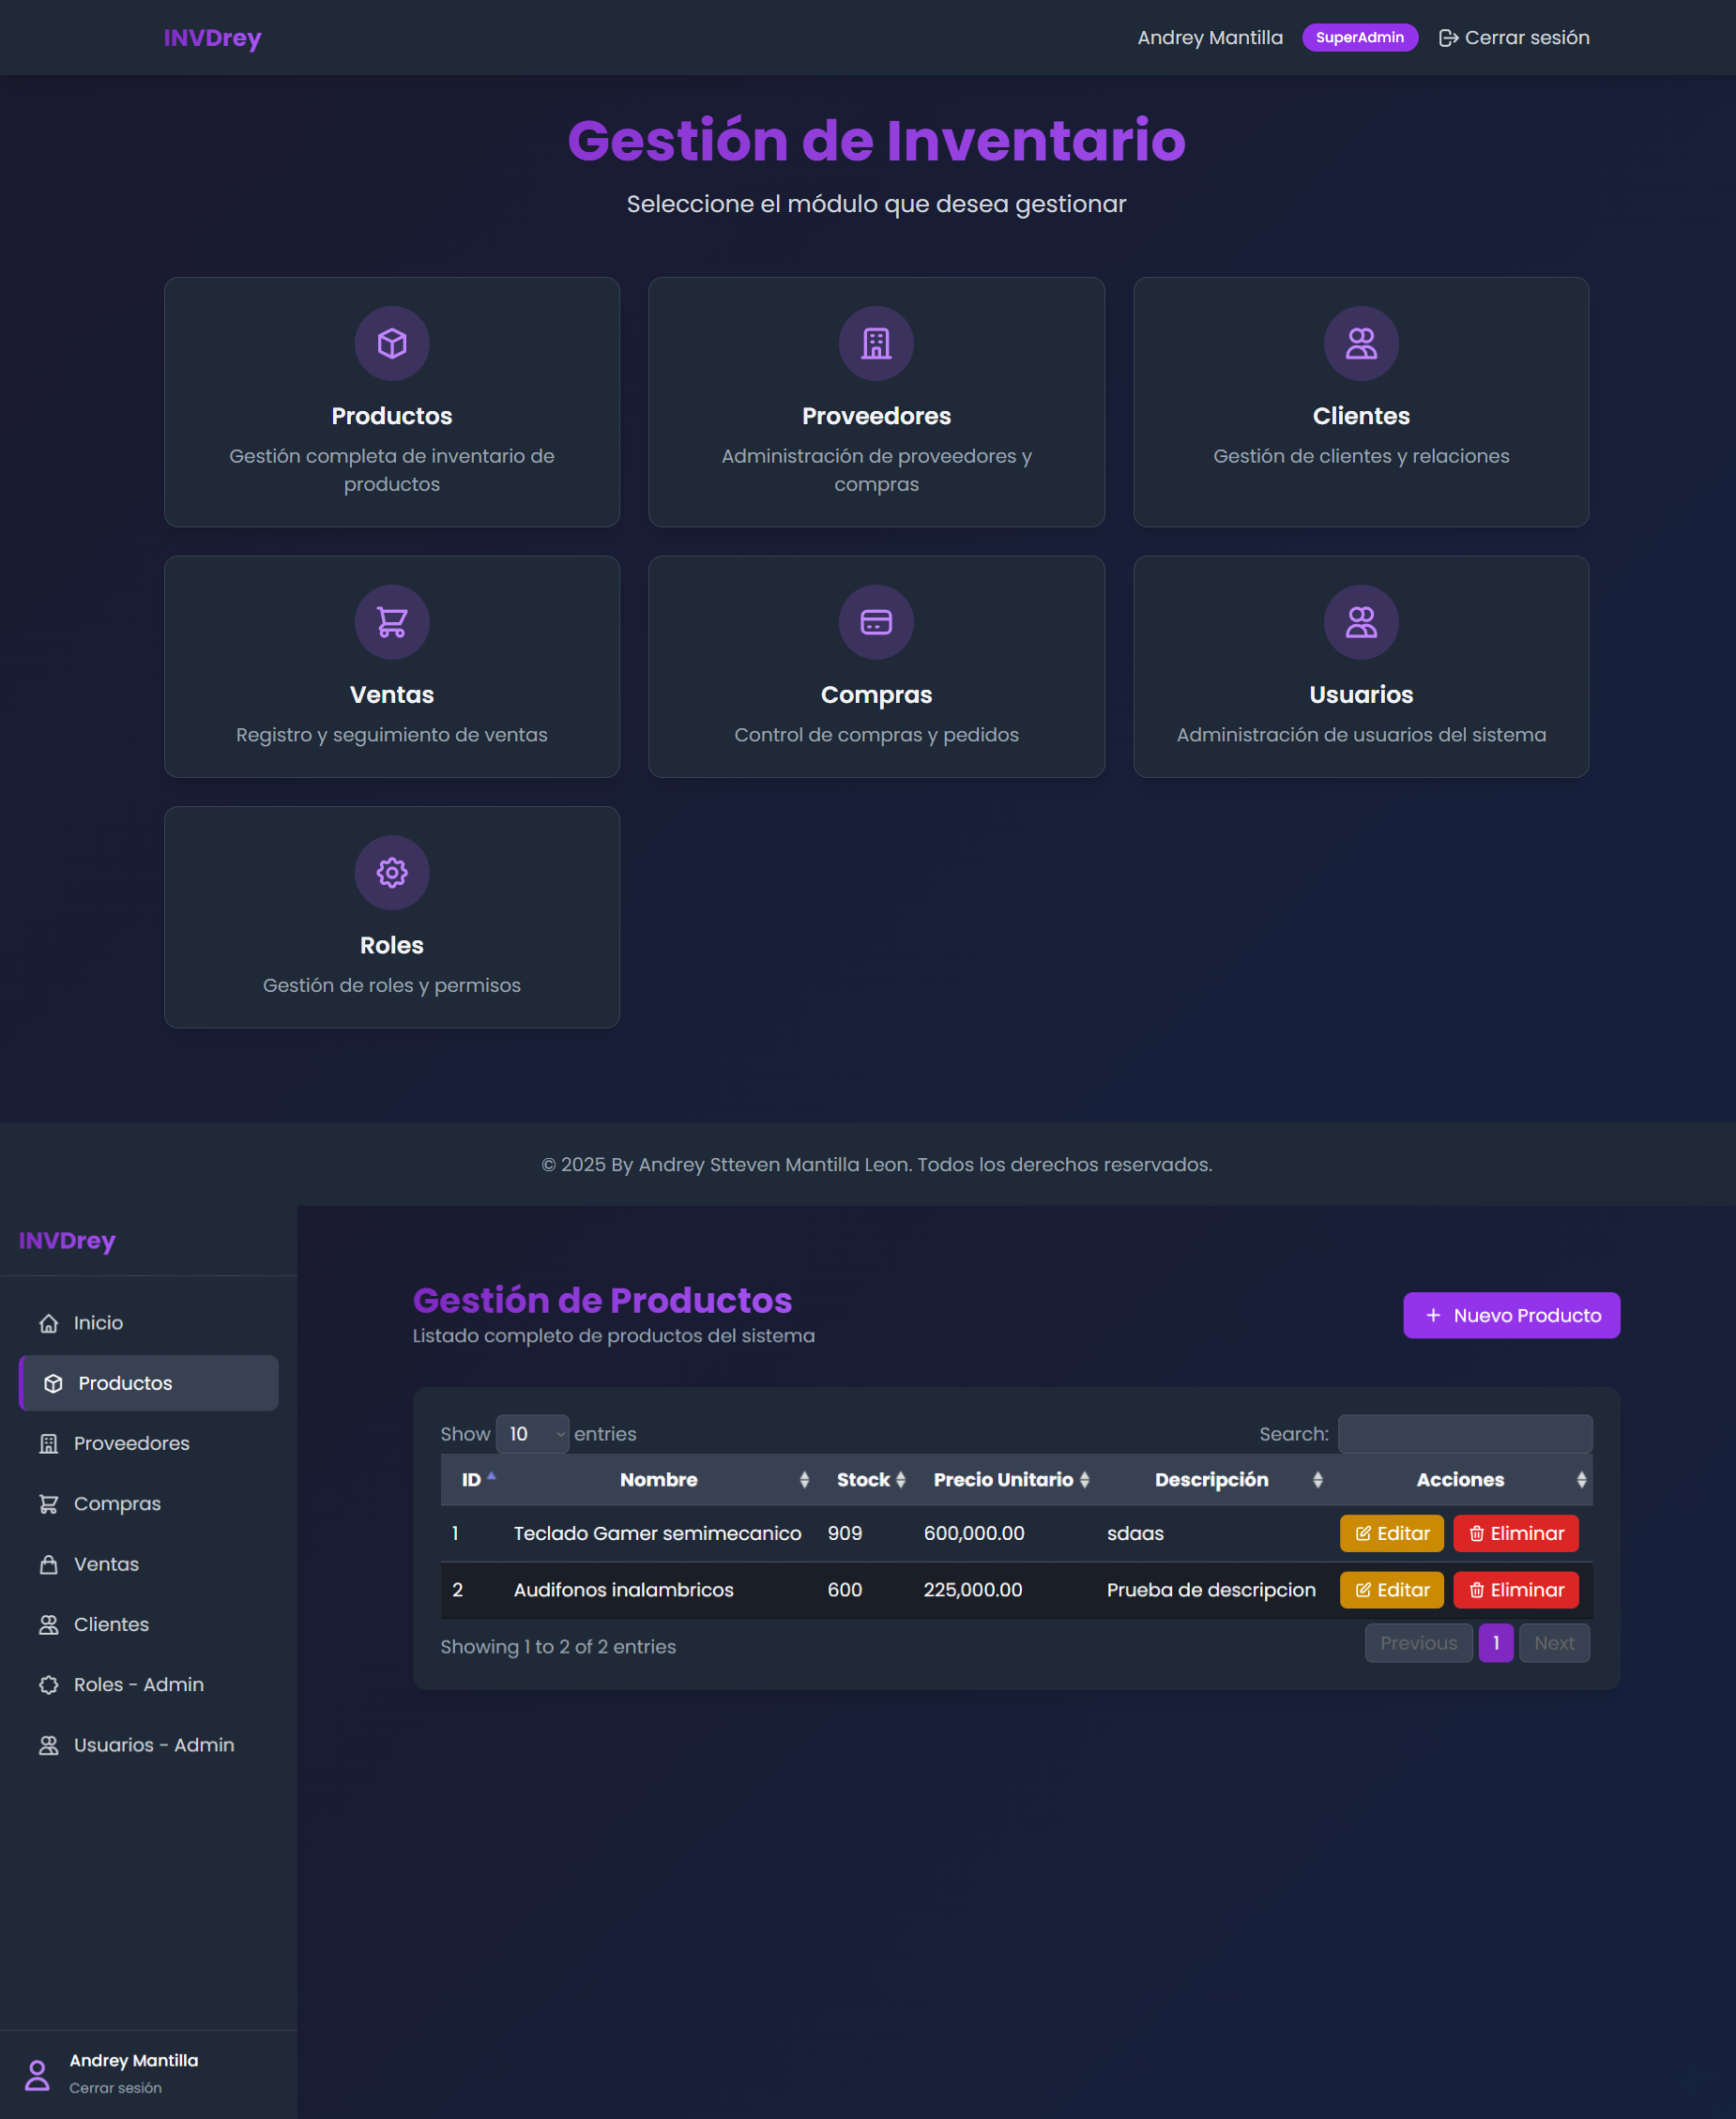 INVDrey
Andrey Mantilla SuperAdmin Cerrar sesión
Gestión de Inventario
Seleccione el módulo que desea gestionar
Productos
Gestión completa de inventario de
productos
Proveedores
Administración de proveedores y
compras
Clientes
Gestión de clientes y relaciones
Ventas
Registro y seguimiento de ventas
Compras
Control de compras y pedidos
Usuarios
Administración de usuarios del sistema
Roles
Gestión de roles y permisos
© 2025 By Andrey Stteven Mantilla Leon. Todos los derechos reservados.
INVDrey
Inicio
Productos
Proveedores
Compras
Ventas
Clientes
Roles - Admin
Usuarios - Admin
Andrey Mantilla
Cerrar sesión
Gestión de Productos
Listado completo de productos del sistema
+ Nuevo Producto
Show 10 entries
Search:
ID Nombre Stock Precio Unitario Descripción Acciones
1 Teclado Gamer semimecanico 909 600,000.00 sdaas Editar Eliminar
2 Audifonos inalambricos 600 225,000.00 Prueba de descripcion Editar Eliminar
Showing 1 to 2 of 2 entries
Previous 1 Next